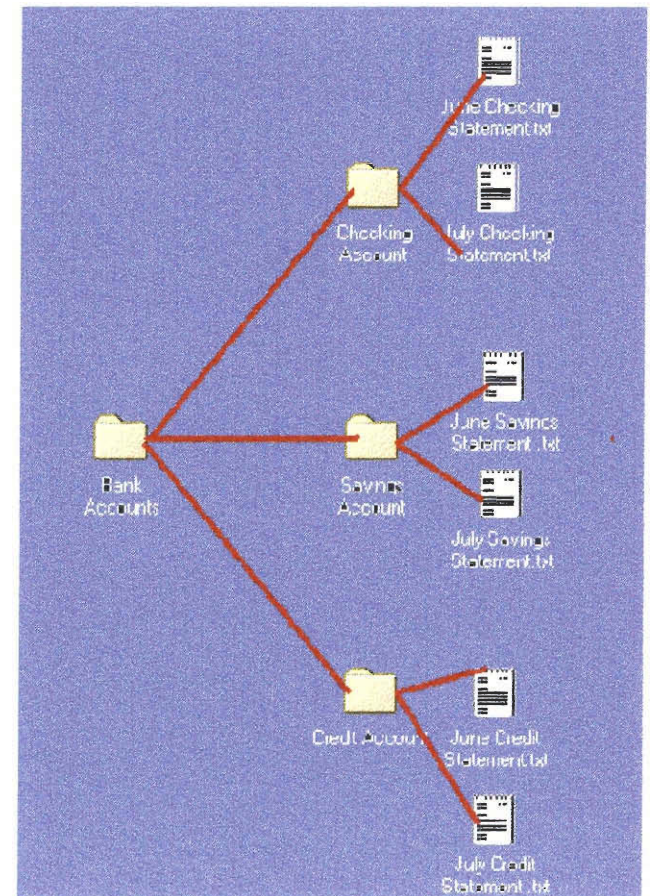 June Checking
Statement.txt
Checking
Account
July Checking
Statement.txt
June Savings
Statement .txt
Bank
Accounts
Savings
Account
July Savings
Statement.txt
Credit Account
June Credit
Statement.txt
July Credit
Statement .txt